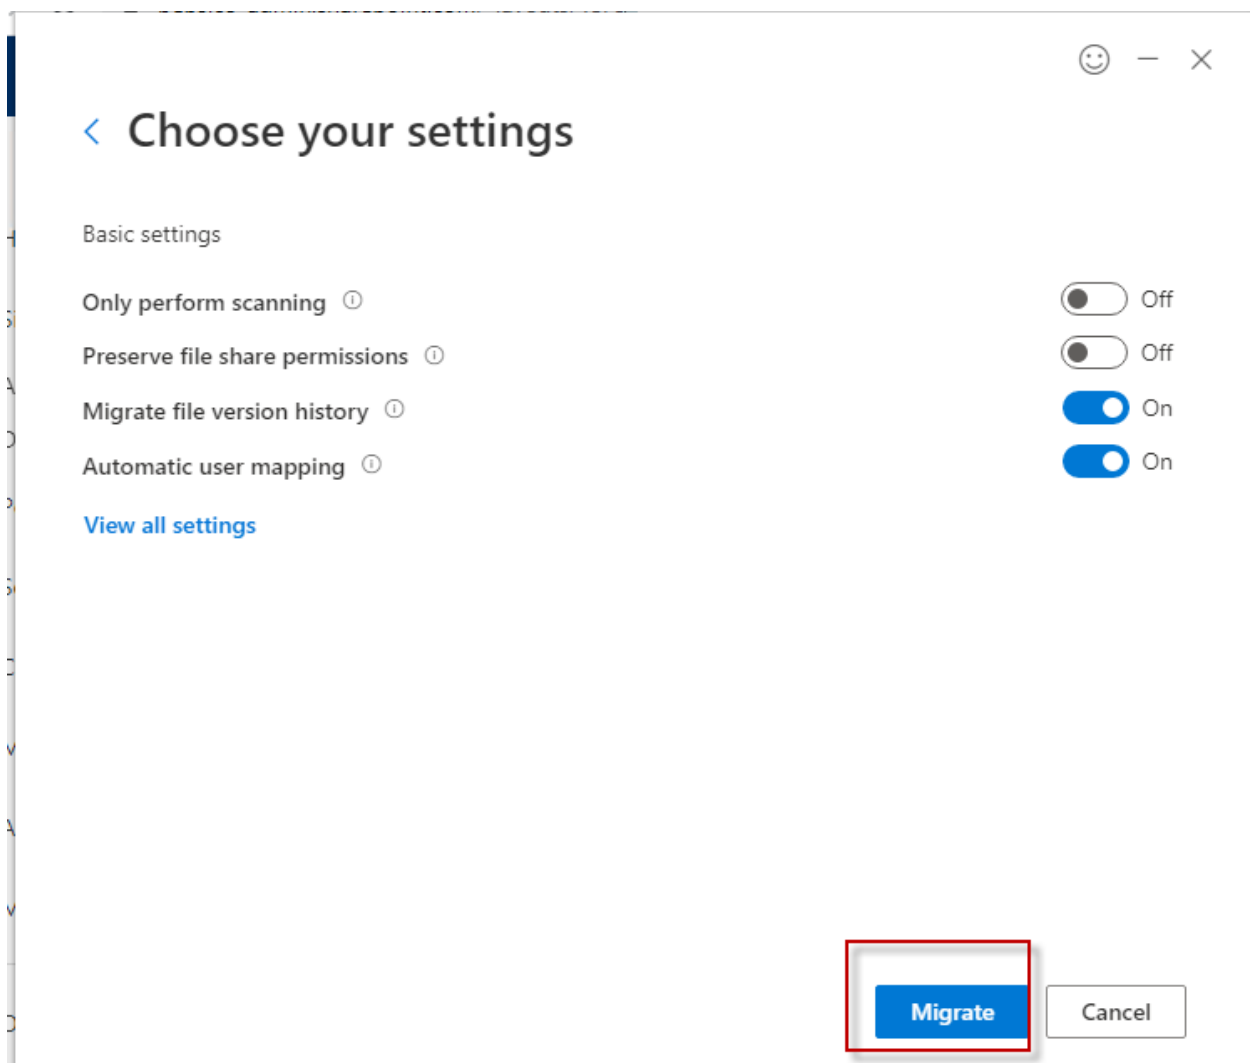 Choose your settings
Basic settings
Only perform scanning
Off
Preserve file share permissions
Off
Migrate file version history
On
Automatic user mapping
On
View all settings
Migrate
Cancel